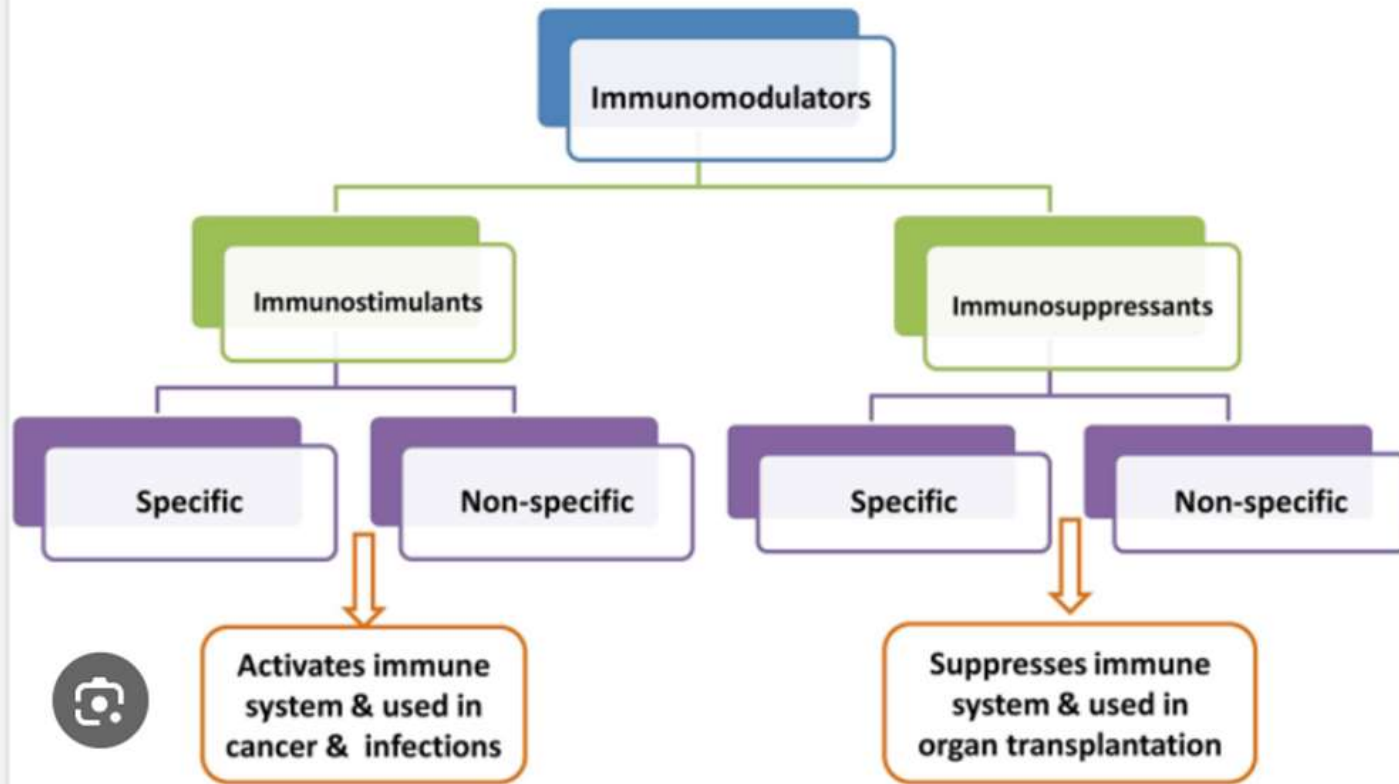 Immunomodulators
Immunostimulants
Immunosuppressants
Specific
Non-specific
Specific
Non-specific
Activates immune
system & used in
cancer & infections
Suppresses immune
system & used in
organ transplantation